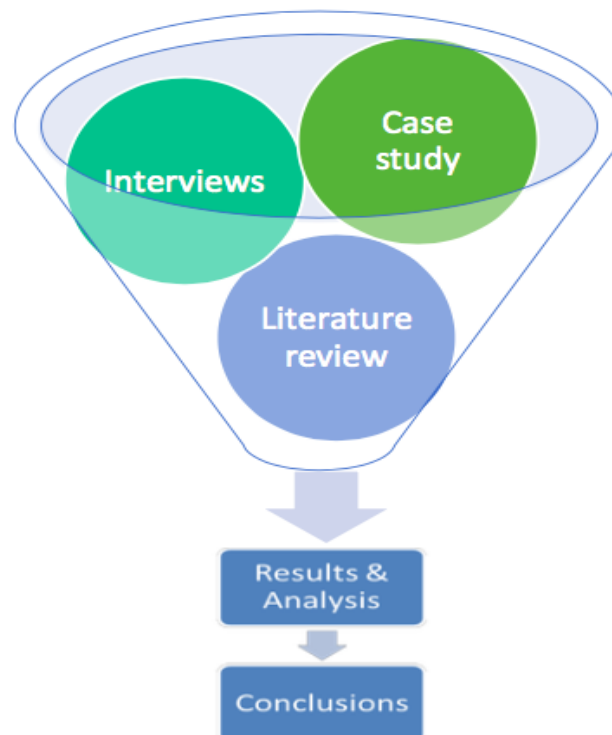 Case
study
Interviews
Literature
review
Results &
Analysis
Conclusions